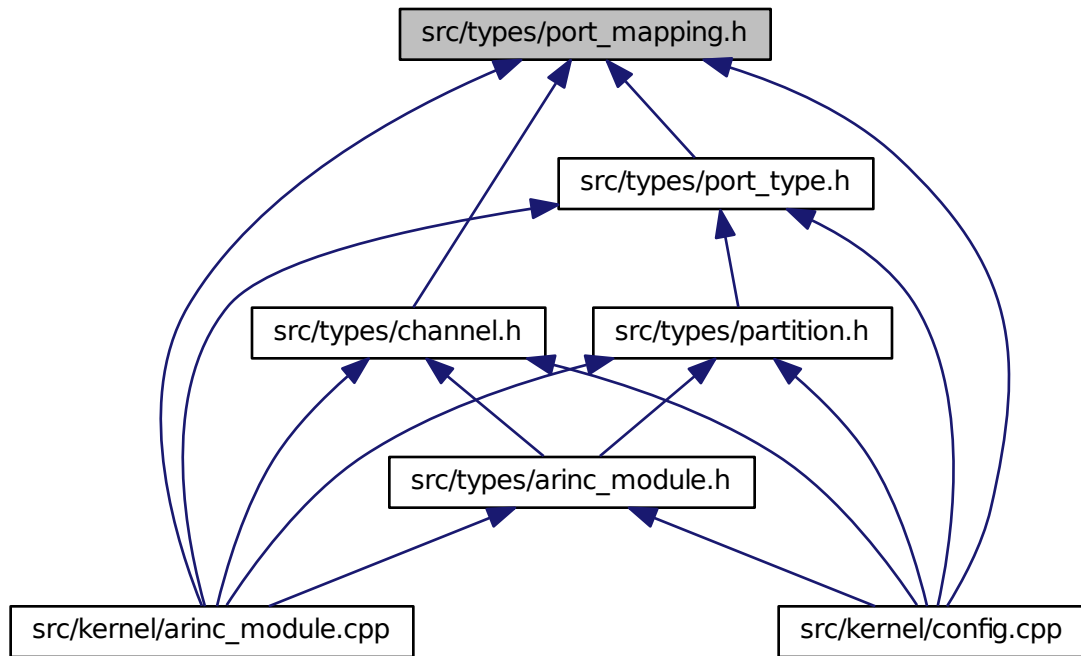 src/types/port_mapping.h
src/types/port_type.h
src/types/channel.h
src/types/partition.h
src/types/arinc_module.h
src/kernel/arinc_module.cpp
src/kernel/config.cpp